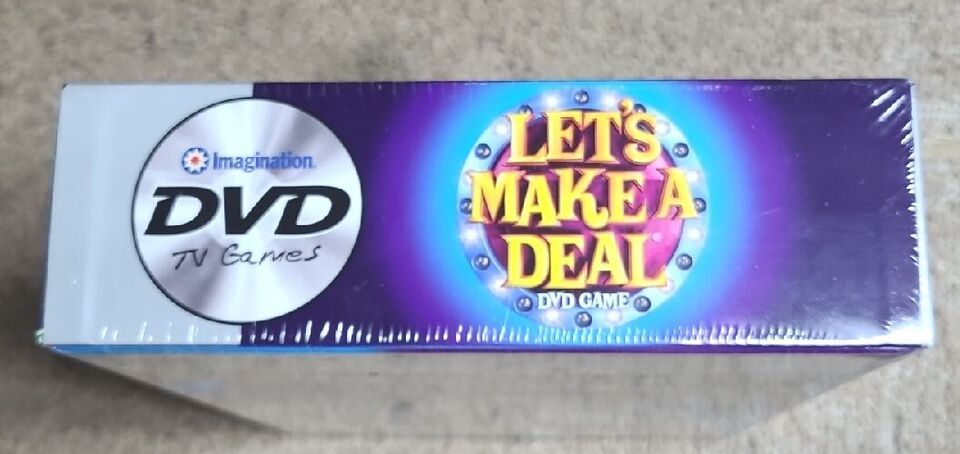 Imagination
DVD
TV Games
LET'S
MAKE A
DEAL
DVD GAME